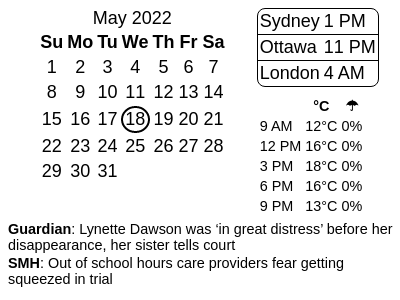 May 2022
Su Mo Tu We Th Fr Sa
1 2 3 4 5 6 7
8 9 10 11 12 13 14
15 16 17 18 19 20 21
22 23 24 25 26 27 28
29 30 31
Sydney 1 PM
Ottawa 11 PM
London 4 AM
°C ☂
9 AM 12°C 0%
12 PM 16°C 0%
3 PM 18°C 0%
6 PM 16°C 0%
9 PM 13°C 0%
Guardian: Lynette Dawson was ‘in great distress’ before her
disappearance, her sister tells court
SMH: Out of school hours care providers fear getting
squeezed in trial